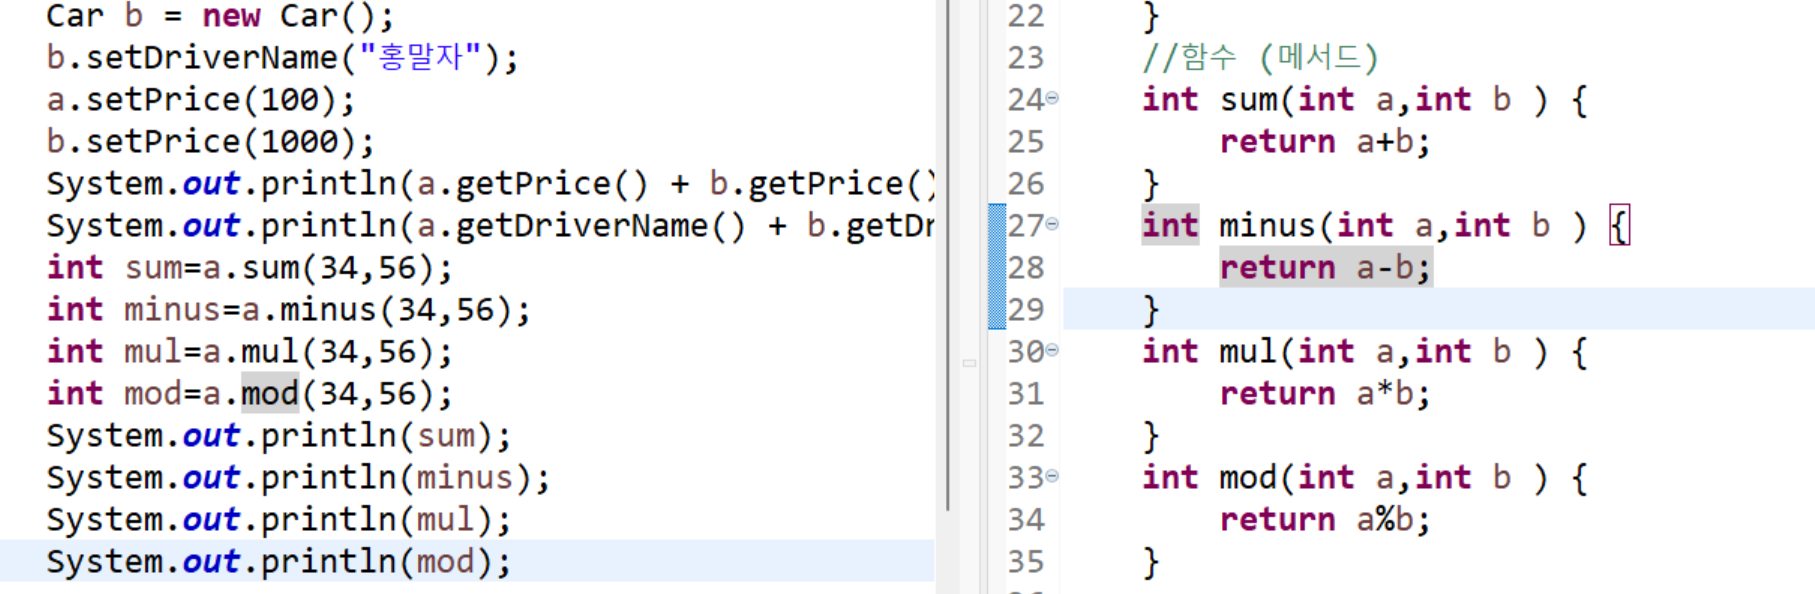 Car b = new Car();
b.setDriverName("홍말자");
a.setPrice(100);
b.setPrice(1000);
System.out.println(a.getPrice() + b.getPrice()
System.out.println(a.getDriverName() + b.getDr
int sum=a.sum(34,56);
int minus=a.minus(34,56);
int mul=a.mul(34,56);
int mod=a.mod(34,56);
System.out.println(sum);
System.out.println(minus);
System.out.println(mul);
System.out.println(mod);
22 }
23 //함수 (메서드)
24 int sum(int a,int b ) {
25 return a+b;
26 }
27 int minus(int a,int b ) {
28 return a-b;
29 }
30 int mul(int a,int b ) {
31 return a*b;
32 }
33 int mod(int a,int b ) {
34 return a%b;
35 }